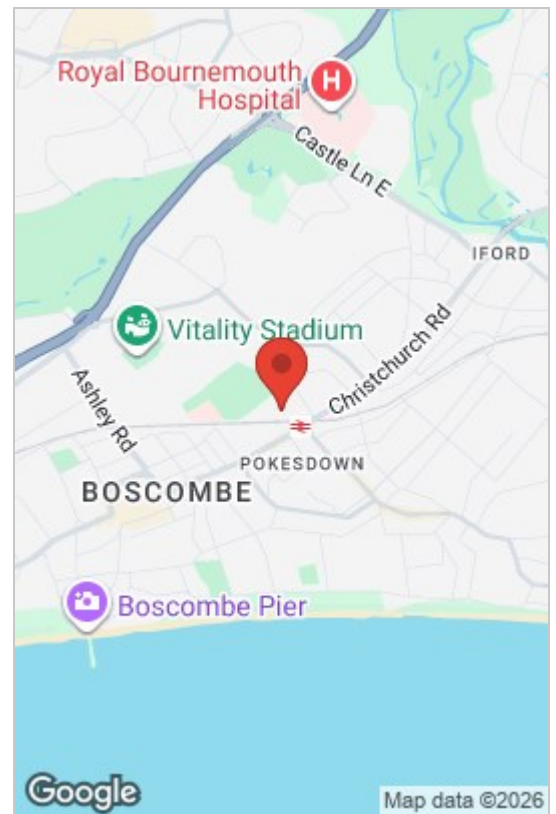 Royal Bournemouth
Hospital
H
Castle Ln E
IFORD
Vitality Stadium
Christchurch Rd
Ashley Rd
POKESDOWN
BOSCOMBE
Boscombe Pier
Google
Map data ©2026